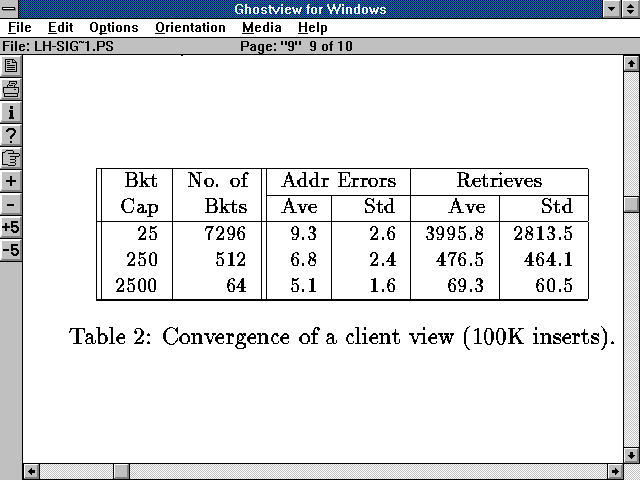 Ghostview for Windows
File Edit Options Orientation Media Help
File: LH-SIG~1.PS Page: "9" 9 of 10
i
?
+
-
+5
-5
Bkt No. of Addr Errors Retrieves
Cap Bkts Ave Std Ave Std
25 7296 9.3 2.6 3995.8 2813.5
250 512 6.8 2.4 476.5 464.1
2500 64 5.1 1.6 69.3 60.5
Table 2: Convergence of a client view (100K inserts).